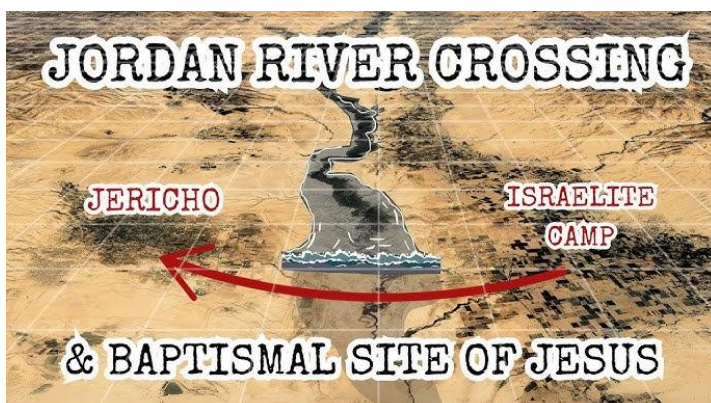 JORDAN RIVER CROSSING
JERICHO
ISRAELITE
CAMP
& BAPTISMAL SITE OF JESUS